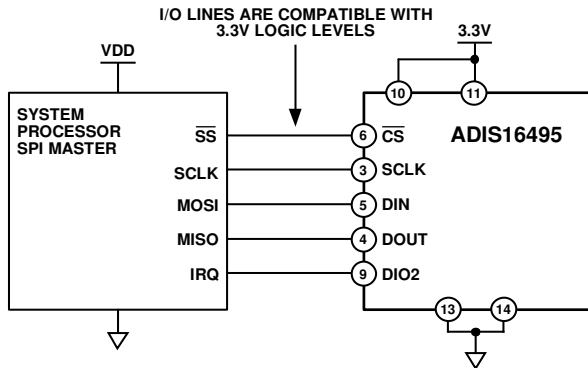 I/O LINES ARE COMPATIBLE WITH
3.3V LOGIC LEVELS
VDD
3.3V
10
11
SYSTEM
PROCESSOR
SPI MASTER
ADIS16495
SS 6 CS
SCLK 3 SCLK
MOSI 5 DIN
MISO 4 DOUT
IRQ 9 DIO2
13
14